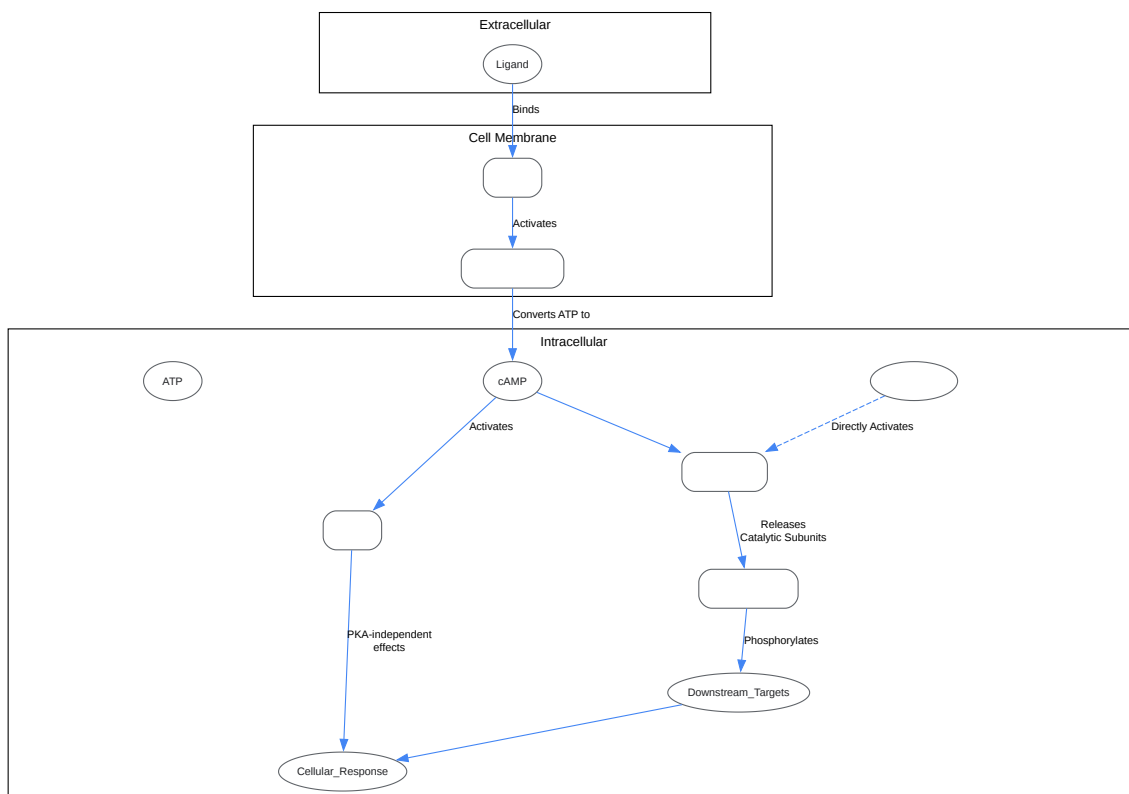 Extracellular
Ligand
Binds
Cell Membrane
Activates
Converts ATP to
Intracellular
ATP
cAMP
Activates
Directly Activates
Releases
Catalytic Subunits
PKA-independent
effects
Phosphorylates
Downstream_Targets
Cellular_Response